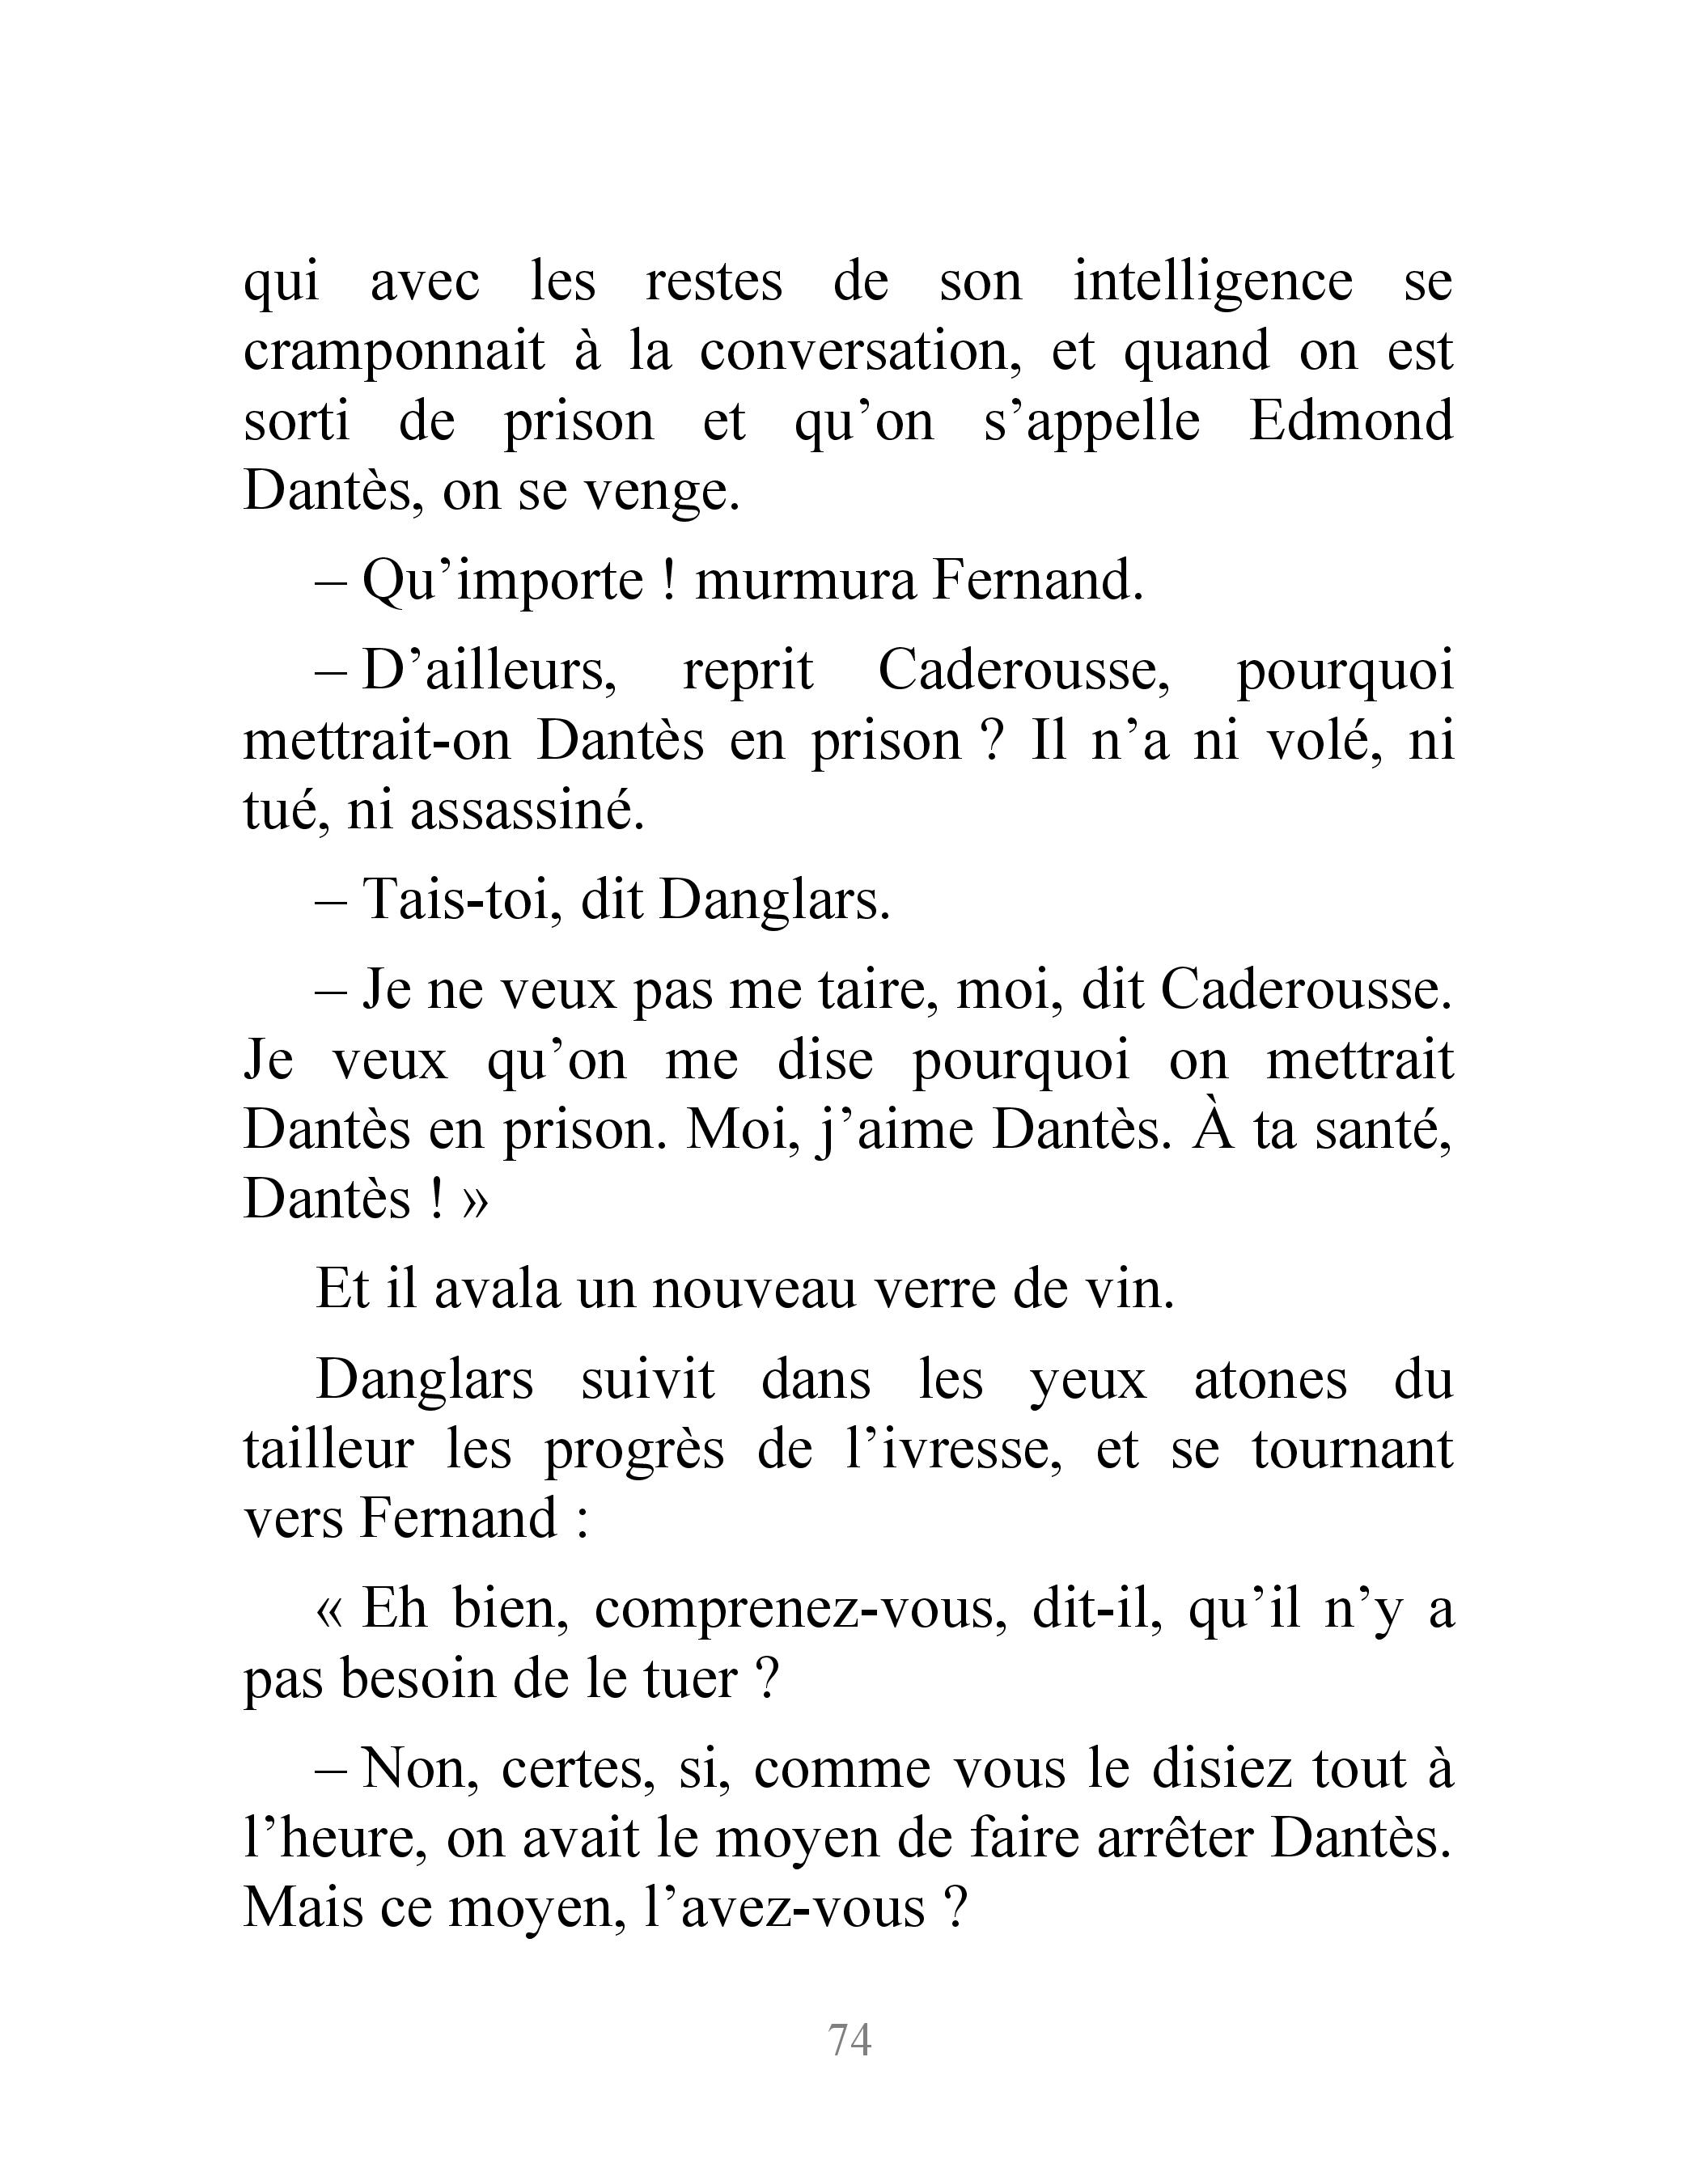 qui avec les restes de son intelligence se
cramponnait à la conversation, et quand on est
sorti de prison et qu’on s’appelle Edmond
Dantès, on se venge.
– Qu’importe ! murmura Fernand.
– D’ailleurs, reprit Caderousse, pourquoi
mettrait-on Dantès en prison ? Il n’a ni volé, ni
tué, ni assassiné.
– Tais-toi, dit Danglars.
– Je ne veux pas me taire, moi, dit Caderousse.
Je veux qu’on me dise pourquoi on mettrait
Dantès en prison. Moi, j’aime Dantès. À ta santé,
Dantès ! »
Et il avala un nouveau verre de vin.
Danglars suivit dans les yeux atones du
tailleur les progrès de l’ivresse, et se tournant
vers Fernand :
« Eh bien, comprenez-vous, dit-il, qu’il n’y a
pas besoin de le tuer ?
– Non, certes, si, comme vous le disiez tout à
l’heure, on avait le moyen de faire arrêter Dantès.
Mais ce moyen, l’avez-vous ?
74